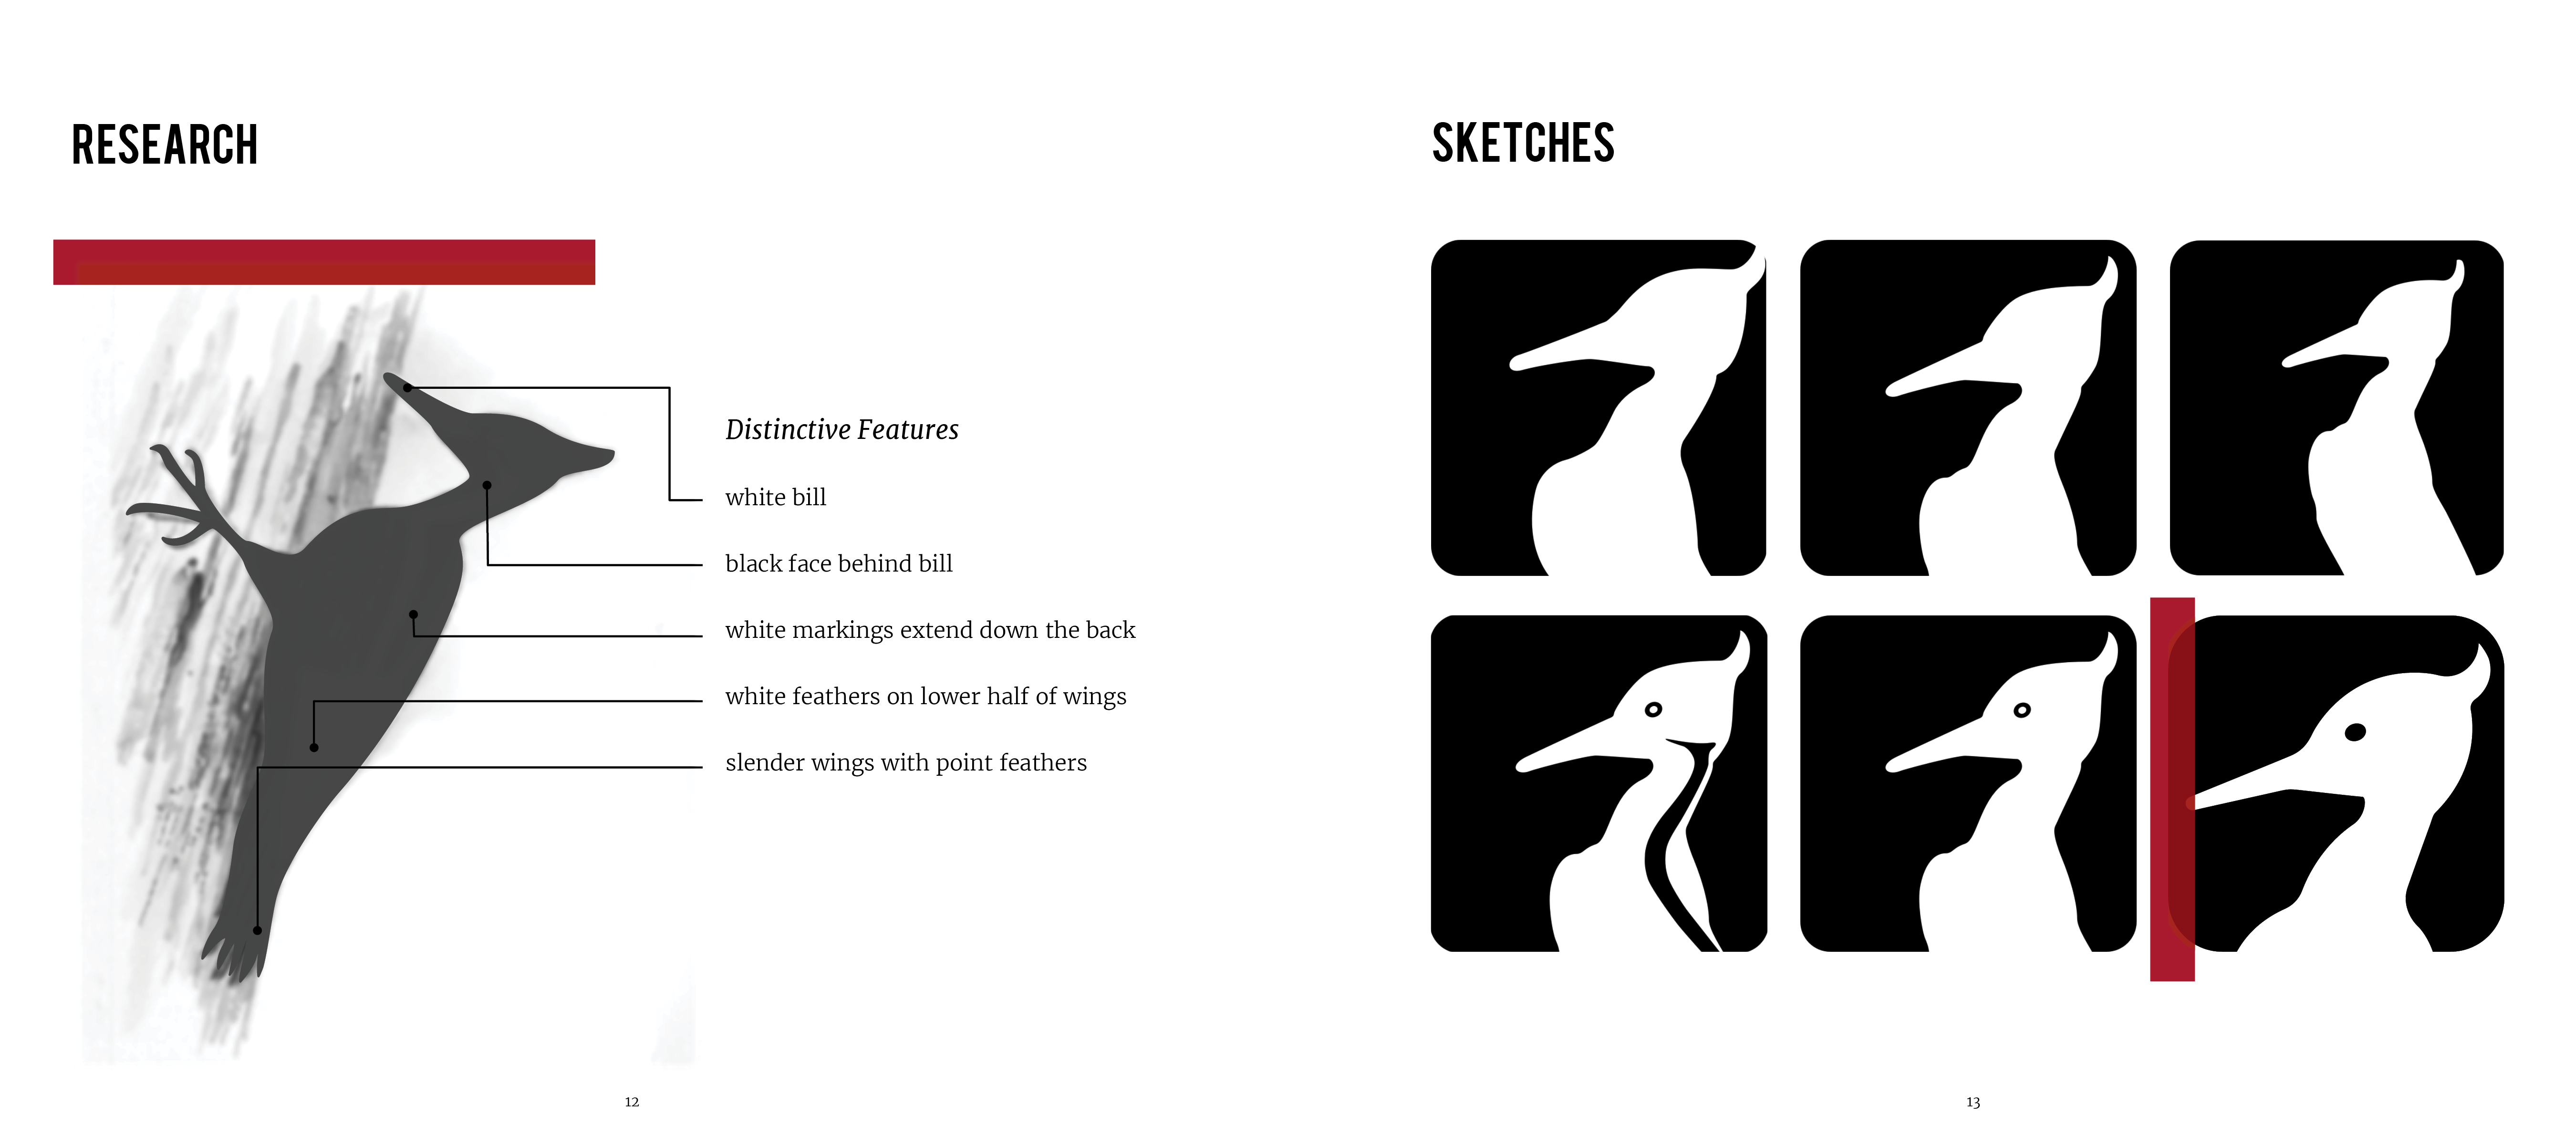 RESEARCH
Distinctive Features
white bill
black face behind bill
white markings extend down the back
white feathers on lower half of wings
slender wings with point feathers
12
SKETCHES
13